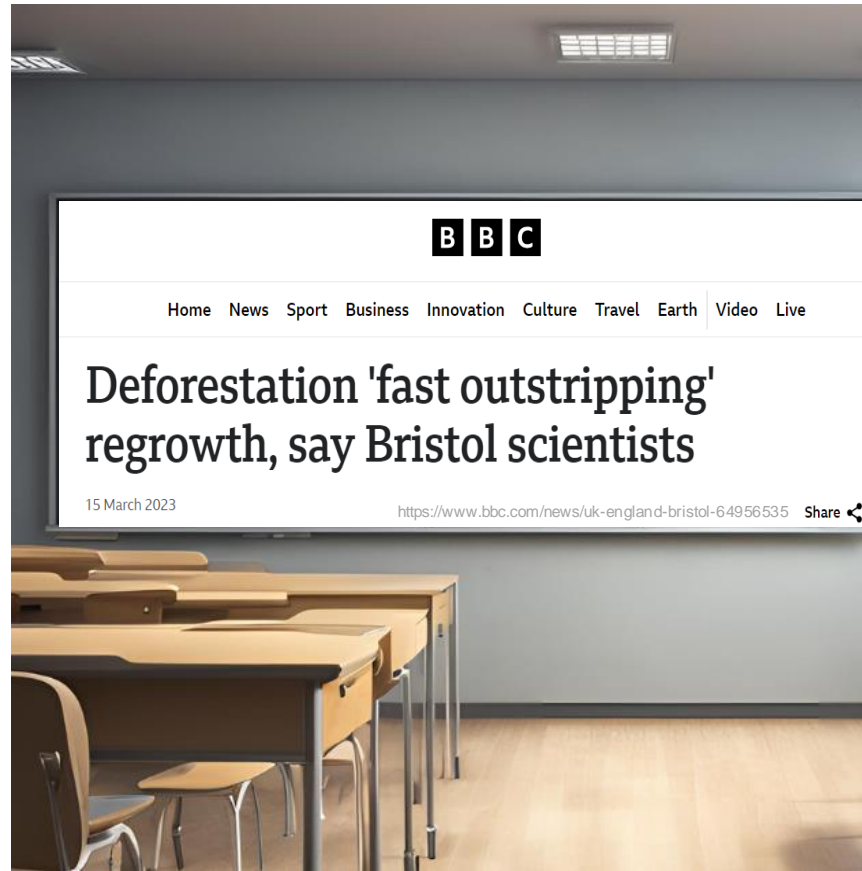 BBC
Home News Sport Business Innovation Culture Travel Earth Video Live
Deforestation 'fast outstripping'
regrowth, say Bristol scientists
15 March 2023 https://www.bbc.com/news/uk-england-bristol-64956535 Share